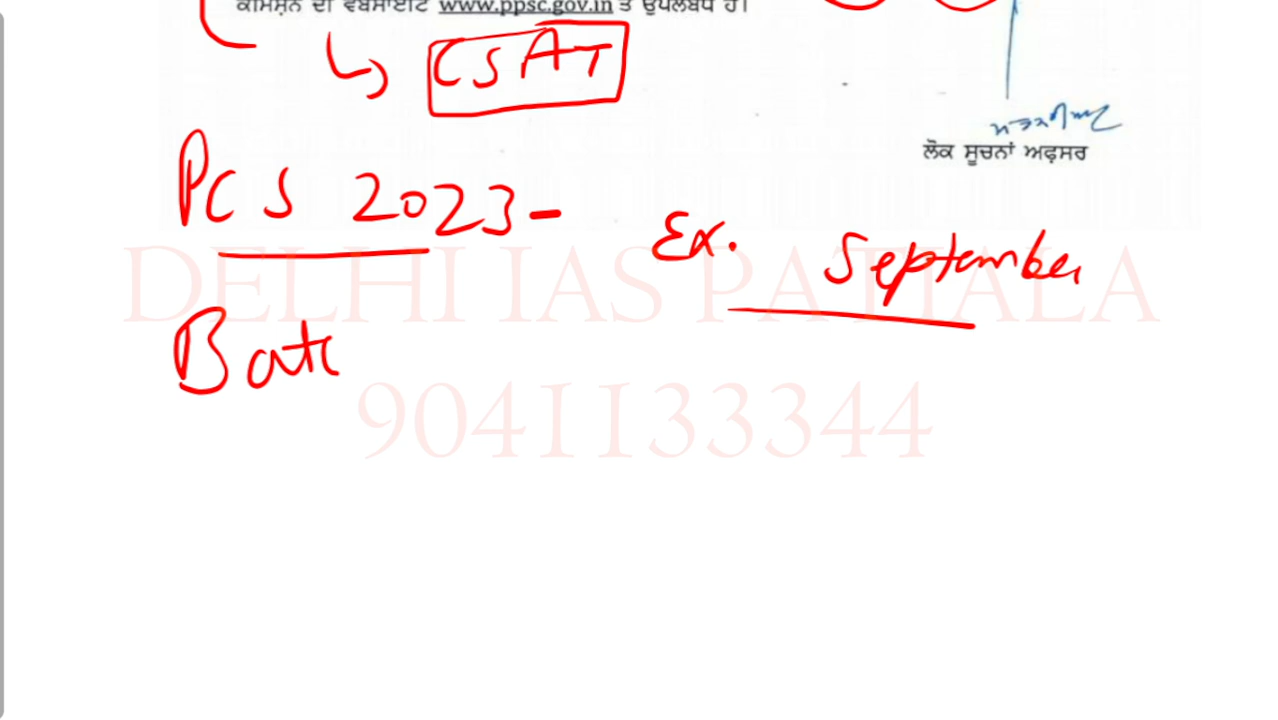 ਕਮਿਸ਼ਨ ਦੀ ਵੈਬਸਾਈਟ www.ppsc.gov.in ਤੇ ਉਪਲਬਧ ਹੈ।
CSAT
ਲੋਕ ਸੂਚਨਾਂ ਅਫ਼ਸਰ
PCS 2023-
Ex. September
DELHI IAS PATIALA
Batc
9041133344